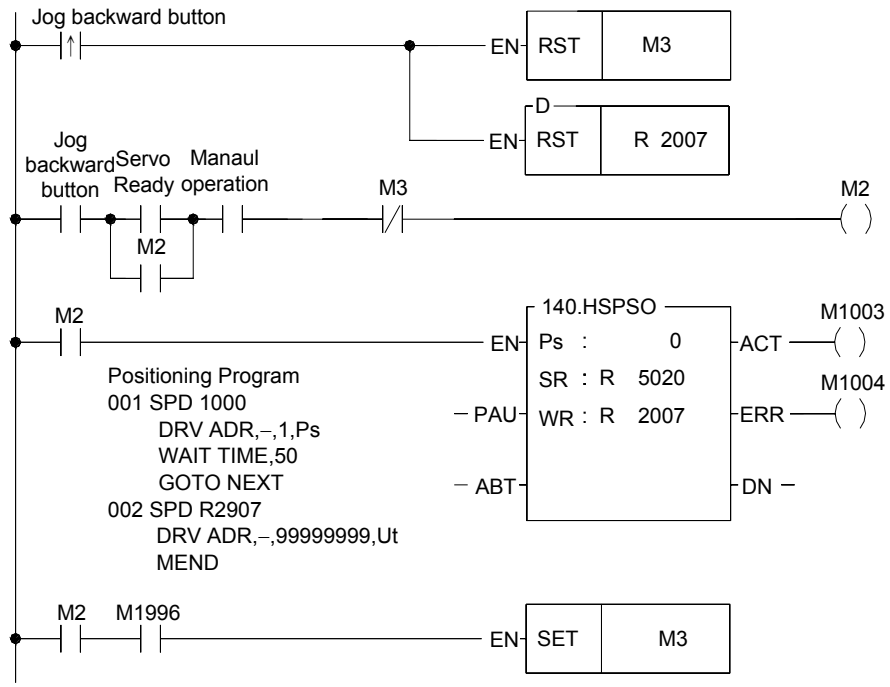 Jog backward button
EN RST M3
D
EN RST R 2007
Jog
backward
button
Servo
Ready
Manaul
operation
M3
M2
M2
M2
140.HSPSO
M1003
EN Ps : 0 ACT
SR : R 5020
M1004
PAU WR : R 2007 ERR
ABT DN
Positioning Program
001 SPD 1000
DRV ADR,–,1,Ps
WAIT TIME,50
GOTO NEXT
002 SPD R2907
DRV ADR,–,99999999,Ut
MEND
M2 M1996
EN SET M3